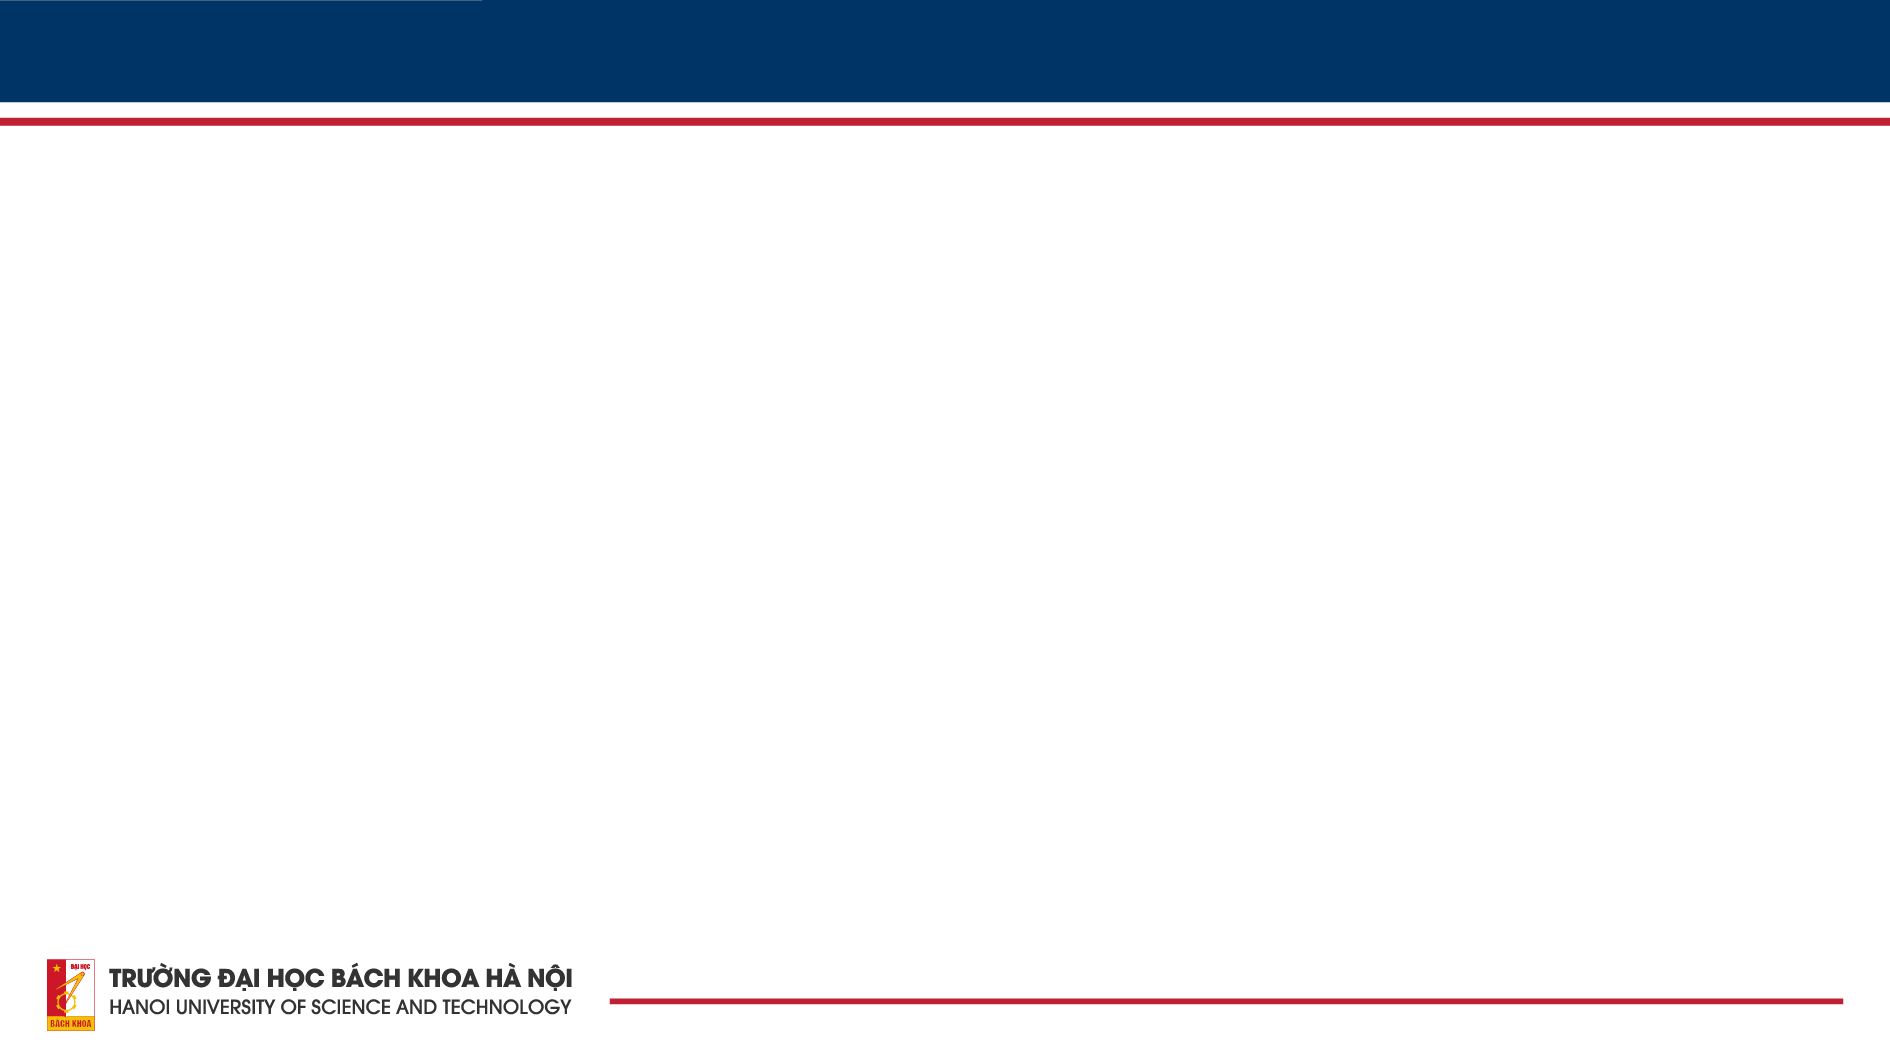 ĐẠI HỌC
BÁCH KHOA
TRƯỜNG ĐẠI HỌC BÁCH KHOA HÀ NỘI
HANOI UNIVERSITY OF SCIENCE AND TECHNOLOGY